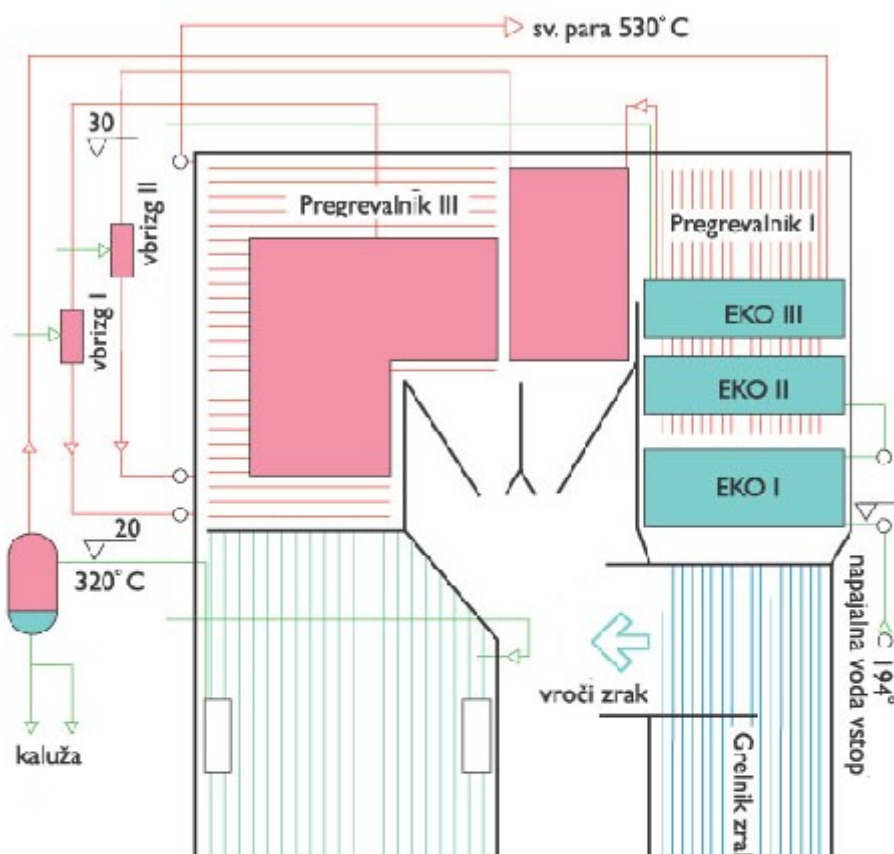 sv. para 530° C
30
vbrizg II
vbrizg I
Pregrevalnik III
Pregrevalnik I
EKO III
EKO II
EKO I
20
320° C
kaluža
vroči zrak
napajalna voda vstop
194°
Grelnik